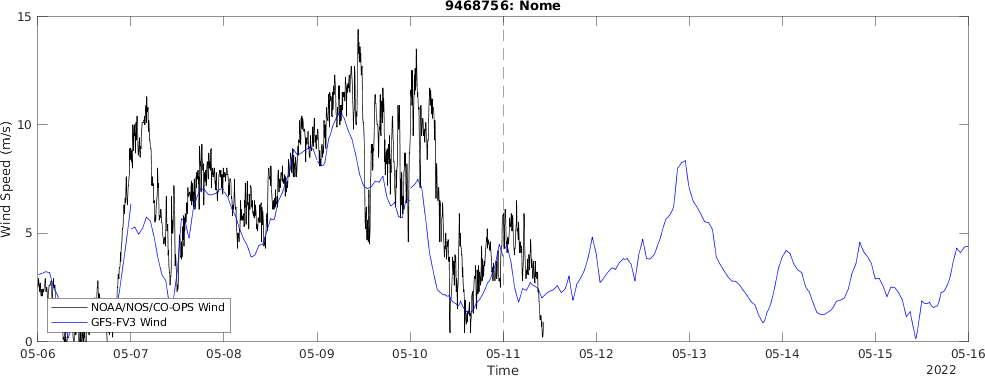 9468756: Nome
Wind Speed (m/s)
15
10
5
0
NOAA/NOS/CO-OPS Wind
GFS-FV3 Wind
05-06 05-07 05-08 05-09 05-10 05-11 05-12 05-13 05-14 05-15 05-16
Time
2022